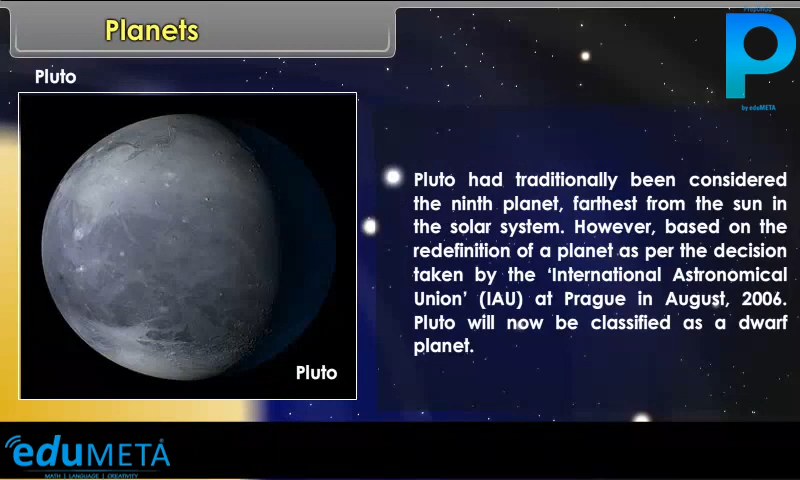 Planets
Pluto
Pluto had traditionally been considered
the ninth planet, farthest from the sun in
the solar system. However, based on the
redefinition of a planet as per the decision
taken by the ‘International Astronomical
Union’ (IAU) at Prague in August, 2006.
Pluto will now be classified as a dwarf
planet.
Pluto
P
by eduMETA
eduMETA
MATH | LANGUAGE | CREATIVITY